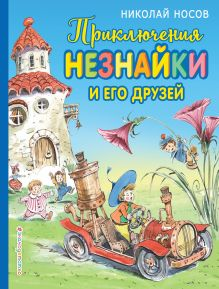 НИКОЛАЙ НОСОВ
Приключения
НЕЗНАЙКИ
И ЕГО ДРУЗЕЙ